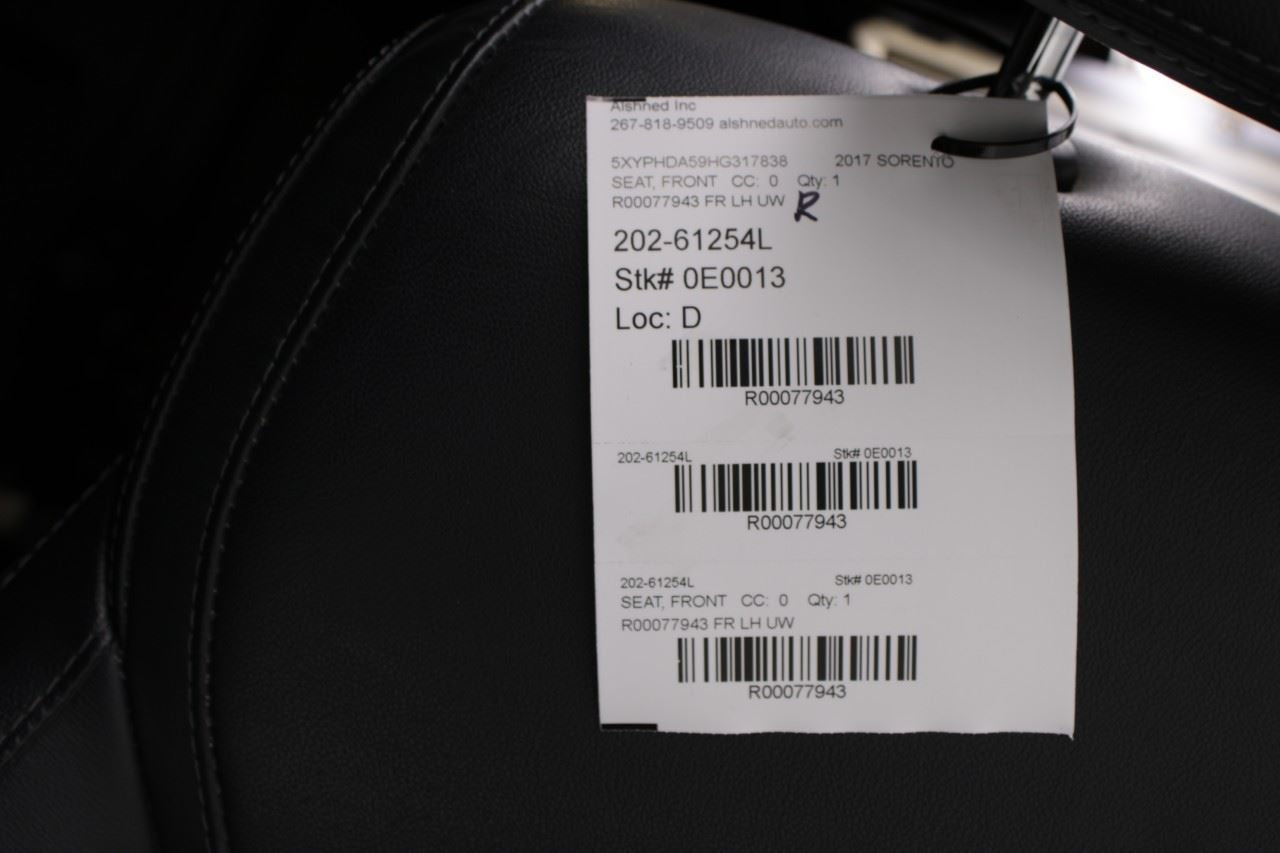 Alshned Inc
267-818-9509 alshnedauto.com
5XYPHDA59HG317838 2017 SORENTO
SEAT, FRONT CC: 0 Qty: 1
R00077943 FR LH UW R
202-61254L
Stk# 0E0013
Loc: D
R00077943
202-61254L Stk# 0E0013
R00077943
202-61254L Stk# 0E0013
SEAT, FRONT CC: 0 Qty: 1
R00077943 FR LH UW
R00077943